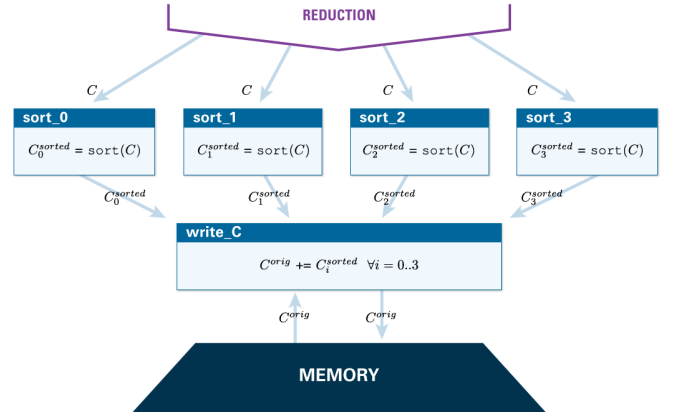 REDUCTION
C C C C
sort_0 sort_1 sort_2 sort_3
C_0^{sorted} = sort(C) C_1^{sorted} = sort(C) C_2^{sorted} = sort(C) C_3^{sorted} = sort(C)
C_0^{sorted} C_1^{sorted} C_2^{sorted} C_3^{sorted}
write_C
C^{orig} += C_i^{sorted} ∀i = 0..3
C^{orig} C^{orig}
MEMORY